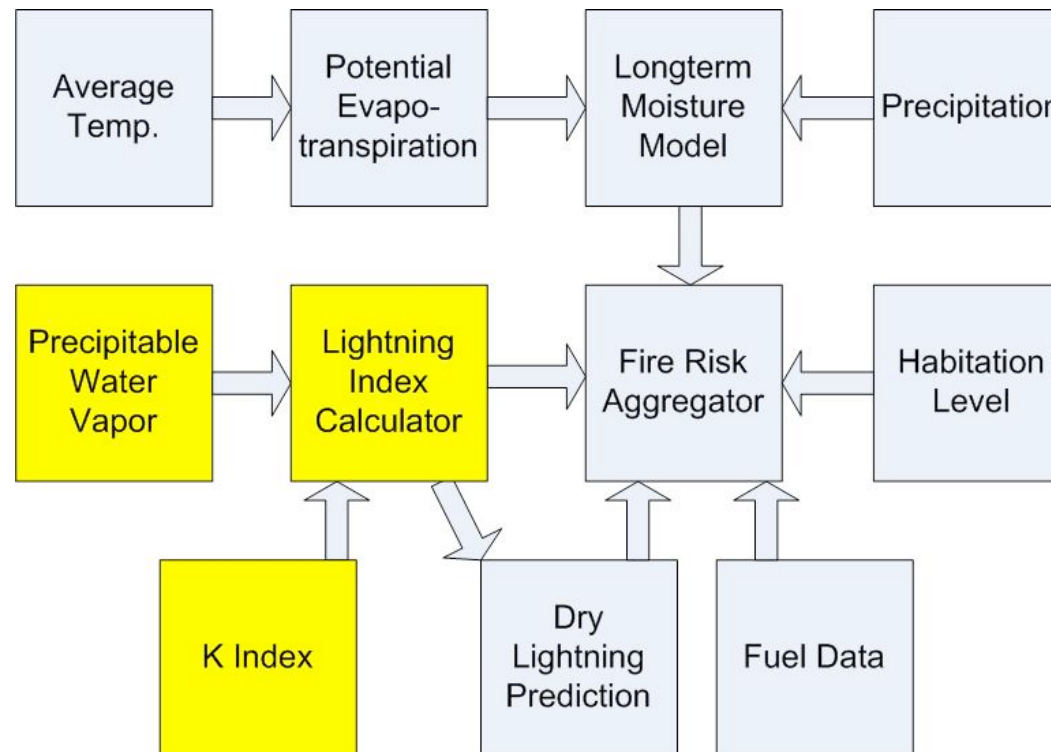 Average
Temp.
Potential
Evapo-
transpiration
Longterm
Moisture
Model
Precipitation
Precipitable
Water
Vapor
Lightning
Index
Calculator
Fire Risk
Aggregator
Habitation
Level
K Index
Dry
Lightning
Prediction
Fuel Data